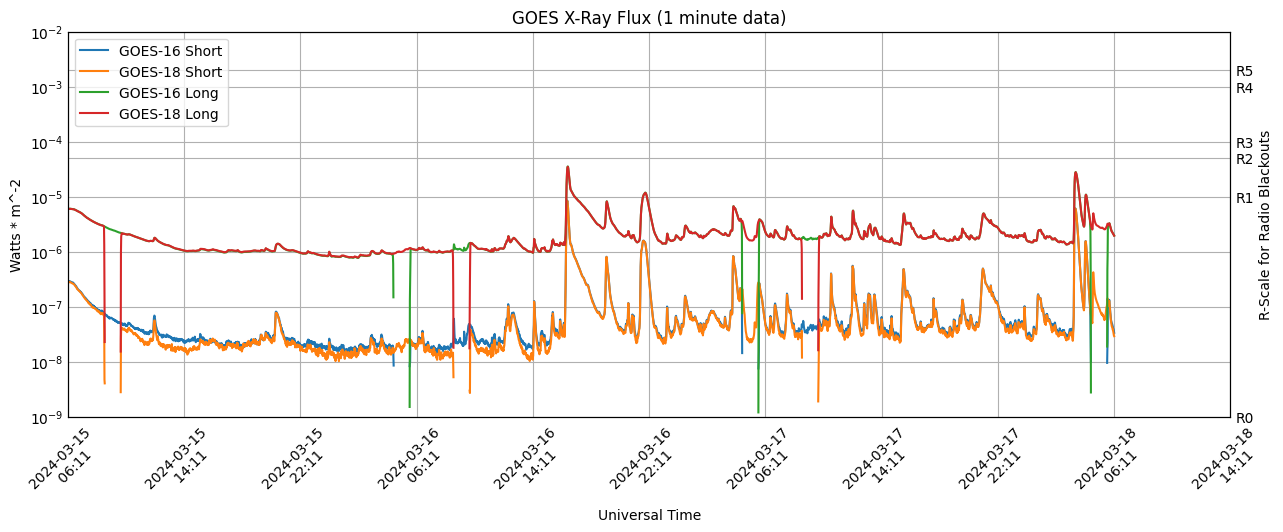 GOES X-Ray Flux (1 minute data)
GOES-16 Short
GOES-18 Short
GOES-16 Long
GOES-18 Long
Watts * m^-2
10⁻²
10⁻³
10⁻⁴
10⁻⁵
10⁻⁶
10⁻⁷
10⁻⁸
10⁻⁹
R5
R4
R3
R2
R1
R0
R-Scale for Radio Blackouts
2024-03-15
06:11
2024-03-15
14:11
2024-03-15
22:11
2024-03-16
06:11
2024-03-16
14:11
2024-03-16
22:11
2024-03-17
06:11
2024-03-17
14:11
2024-03-17
22:11
2024-03-18
06:11
2024-03-18
14:11
Universal Time